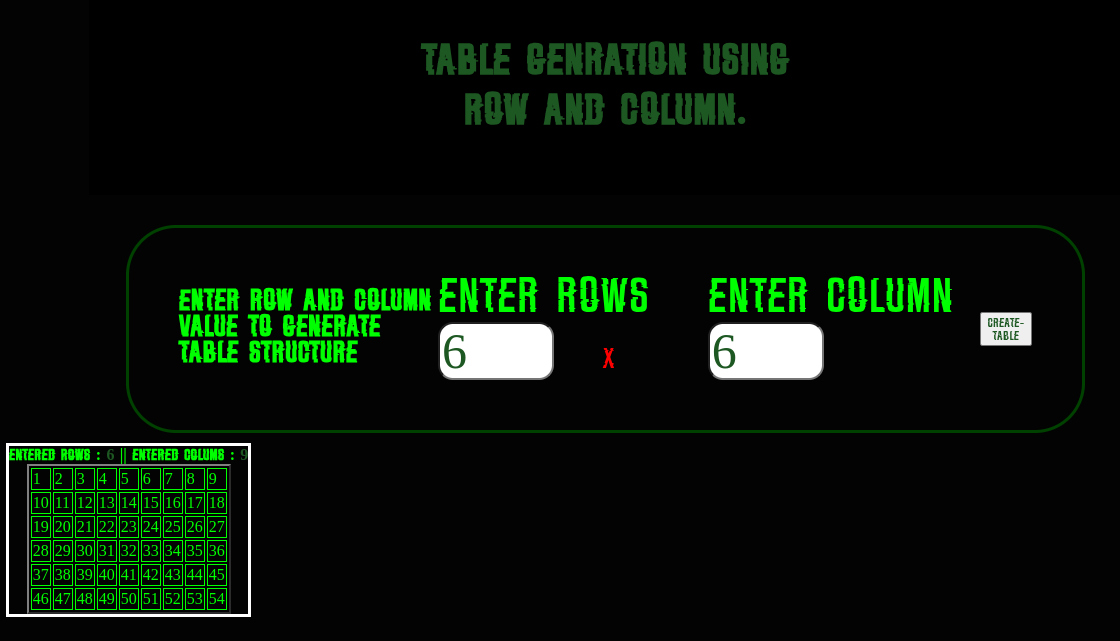 TABLE GENRATION USING
ROW AND COLUMN.
ENTER ROW AND COLUMN
VALUE TO GENERATE
TABLE STRUCTURE
ENTER ROWS
6
X
ENTER COLUMN
6
CREATE-
TABLE
ENTERED ROWS : 6 || ENTERED COLUMS : 9
1 2 3 4 5 6 7 8 9
10 11 12 13 14 15 16 17 18
19 20 21 22 23 24 25 26 27
28 29 30 31 32 33 34 35 36
37 38 39 40 41 42 43 44 45
46 47 48 49 50 51 52 53 54